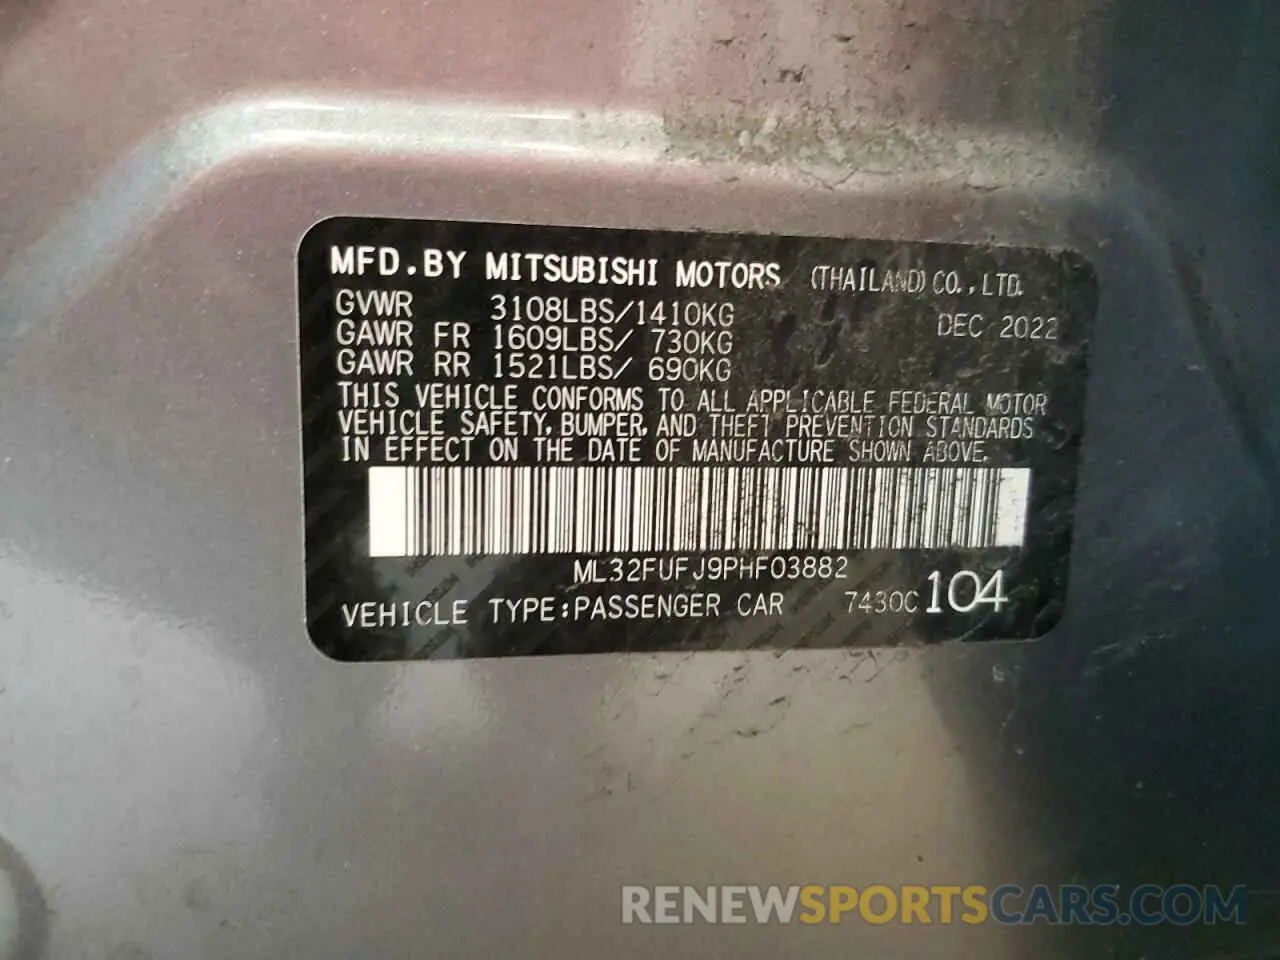 MFD.BY MITSUBISHI MOTORS (THAILAND) CO.,LTD.
GVWR 3108LBS/1410KG DEC 2022
GAWR FR 1609LBS/ 730KG
GAWR RR 1521LBS/ 690KG
THIS VEHICLE CONFORMS TO ALL APPLICABLE FEDERAL MOTOR
VEHICLE SAFETY, BUMPER, AND THEFT PREVENTION STANDARDS
IN EFFECT ON THE DATE OF MANUFACTURE SHOWN ABOVE.
ML32FUFJ9PHF03882
VEHICLE TYPE:PASSENGER CAR 7430C 104
RENEWSPORTSCARS.COM